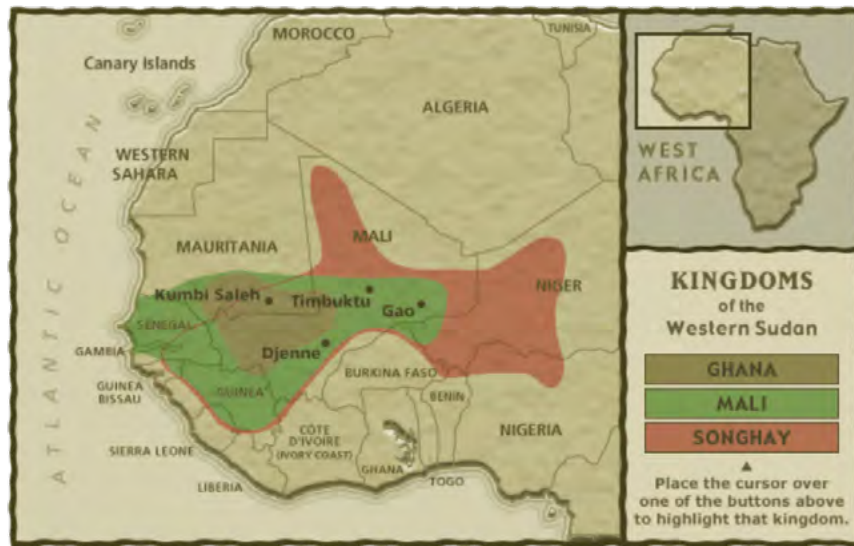 MOROCCO
TUNISIA
Canary Islands
ALGERIA
WESTERN
SAHARA
ATLANTIC OCEAN
MAURITANIA
MALI
NIGER
Kumbi Saleh
Timbuktu
Gao
SENEGAL
GAMBIA
Djenne
GUINEA
BISSAU
GUINEA
BURKINA FASO
BENIN
NIGERIA
SIERRA LEONE
CÔTE
D'IVOIRE
(IVORY COAST)
GHANA
TOGO
LIBERIA
WEST
AFRICA
KINGDOMS
of the
Western Sudan
GHANA
MALI
SONGHAY
Place the cursor over
one of the buttons above
to highlight that kingdom.